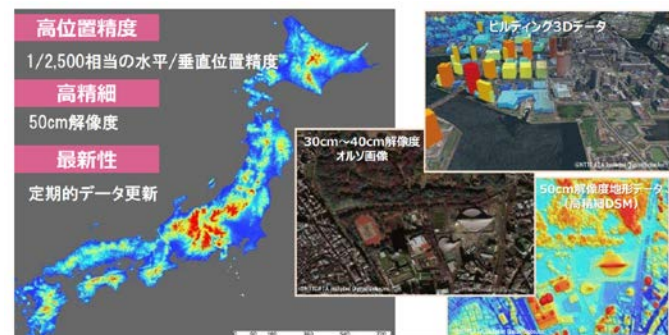 高位置精度
1/2,500相当の水平/垂直位置精度
高精細
50cm解像度
最新性
定期的データ更新
ビルディング3Dデータ
30cm～40cm解像度
オルソ画像
50cm解像度地形データ
(高精細DSM)